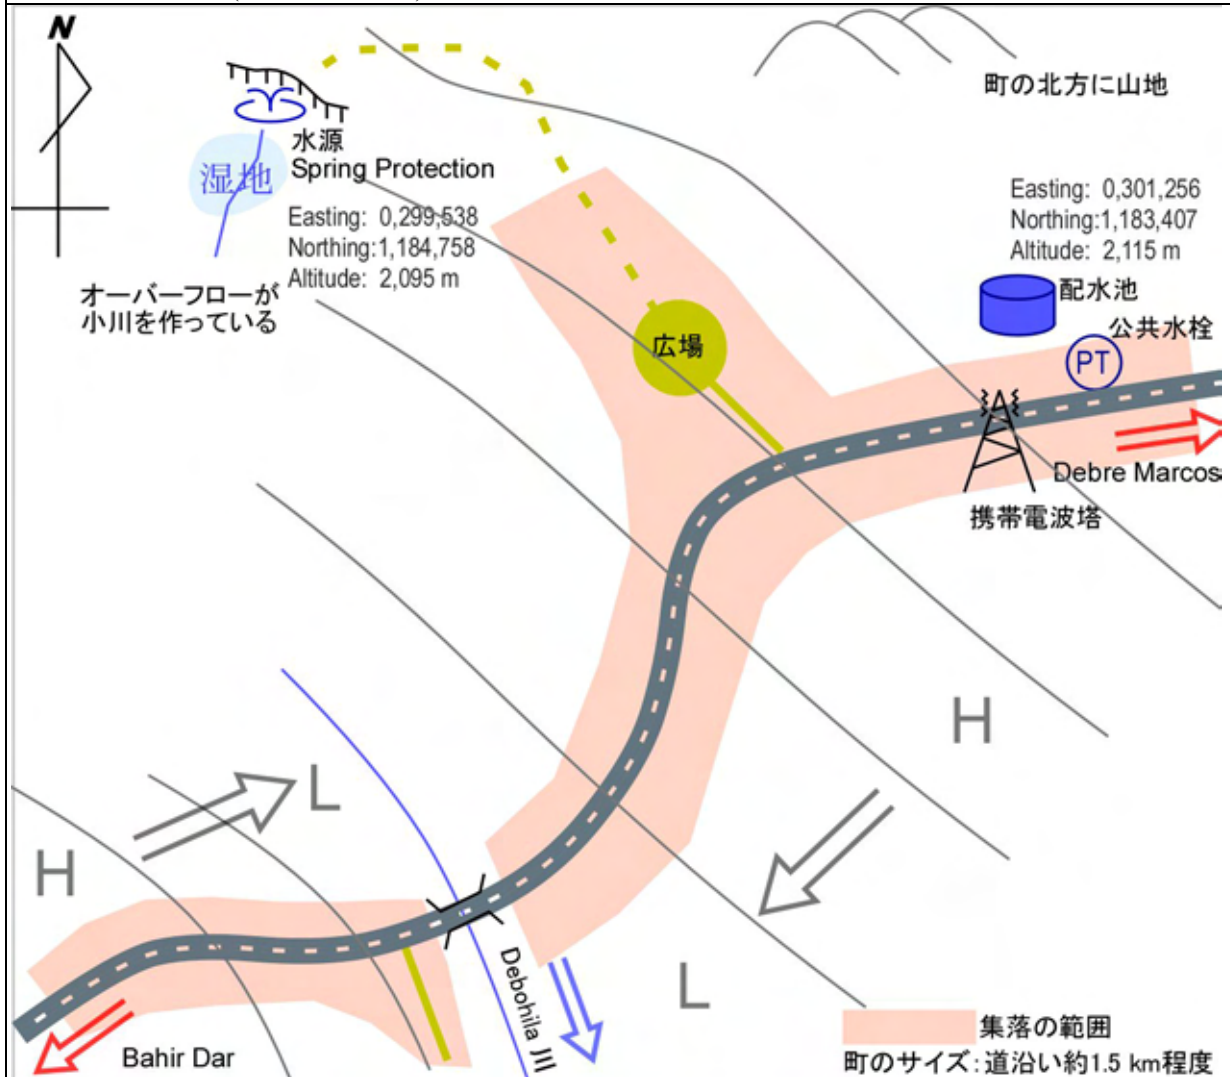 N
町の北方に山地
水源
Spring Protection
湿地
Easting: 0,299,538
Northing:1,184,758
Altitude: 2,095 m
オーバーフローが
小川を作っている
Easting: 0,301,256
Northing:1,183,407
Altitude: 2,115 m
配水池
公共水栓
PT
広場
Debre Marcos
携帯電波塔
H
L
H
L
Debohila 川
Bahir Dar
集落の範囲
町のサイズ:道沿い約1.5 km程度